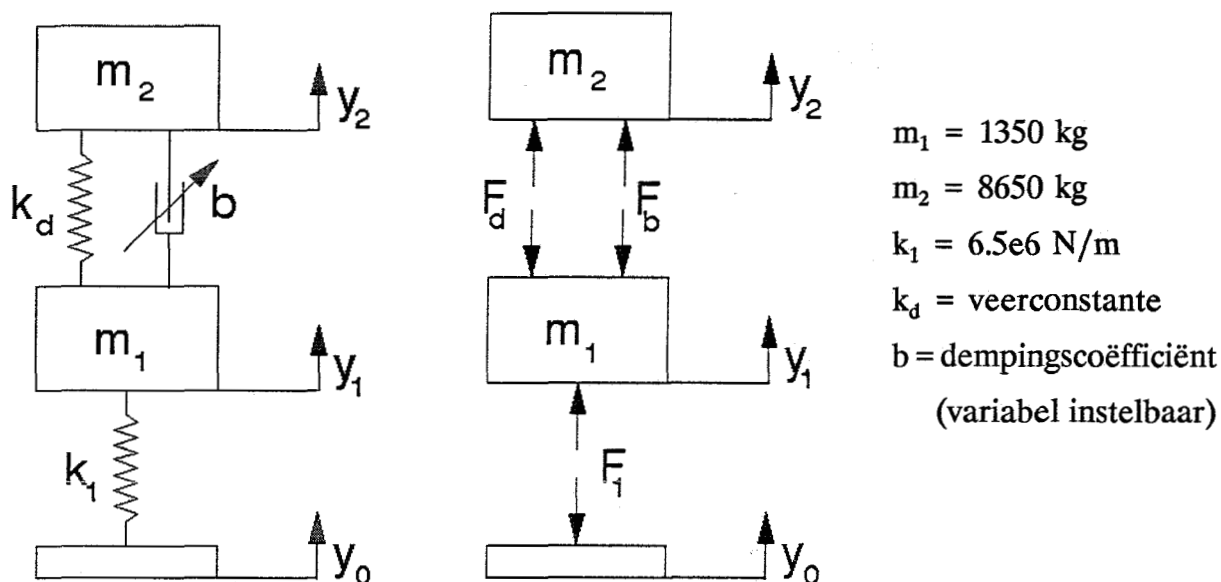 m₂
y₂
k_d
b
m₁
y₁
k₁
y₀
m₂
y₂
F_d
F_b
m₁
y₁
F₁
y₀
m₁ = 1350 kg
m₂ = 8650 kg
k₁ = 6.5e6 N/m
k_d = veerconstante
b = dempingscoëfficiënt
(variabel instelbaar)